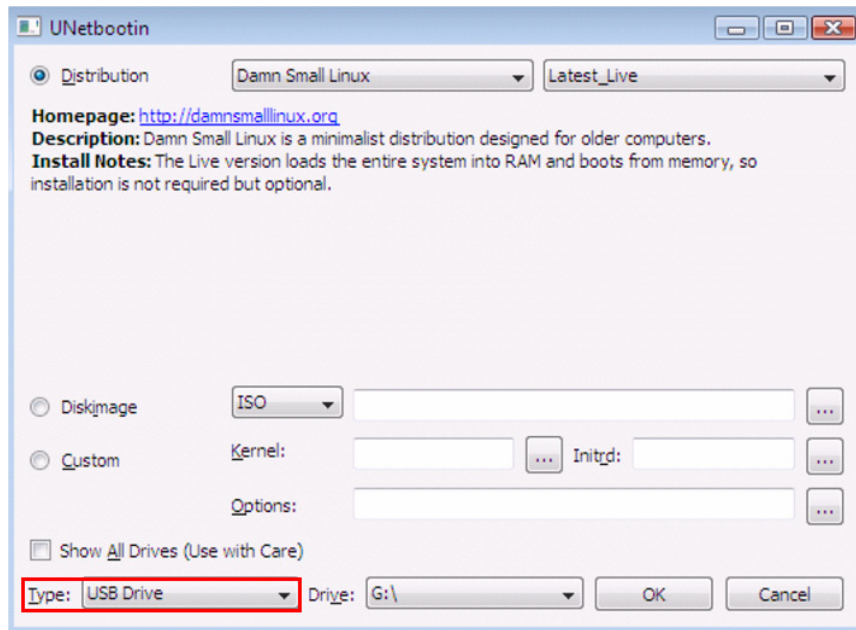 UNetbootin
Distribution Damn Small Linux Latest_Live
Homepage: http://damnsmalllinux.org
Description: Damn Small Linux is a minimalist distribution designed for older computers.
Install Notes: The Live version loads the entire system into RAM and boots from memory, so
installation is not required but optional.
Diskimage ISO ...
Custom Kernel: ... Initrd: ...
Options: ...
Show All Drives (Use with Care)
Type: USB Drive Drive: G:\ OK Cancel